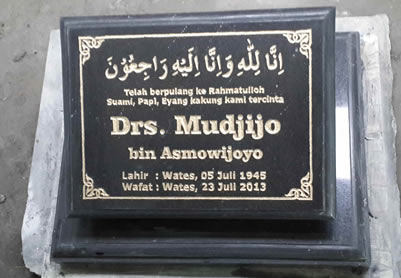 اِنَّا لِلّٰهِ وَاِنَّا اِلَيْهِ رَاجِعُوْنَ
Telah berpulang ke Rahmatulloh
Suami, Papi, Eyang kakung kami tercinta
Drs. Mudjijo
bin Asmowijoyo
Lahir : Wates, 05 Juli 1945
Wafat : Wates, 23 Juli 2013